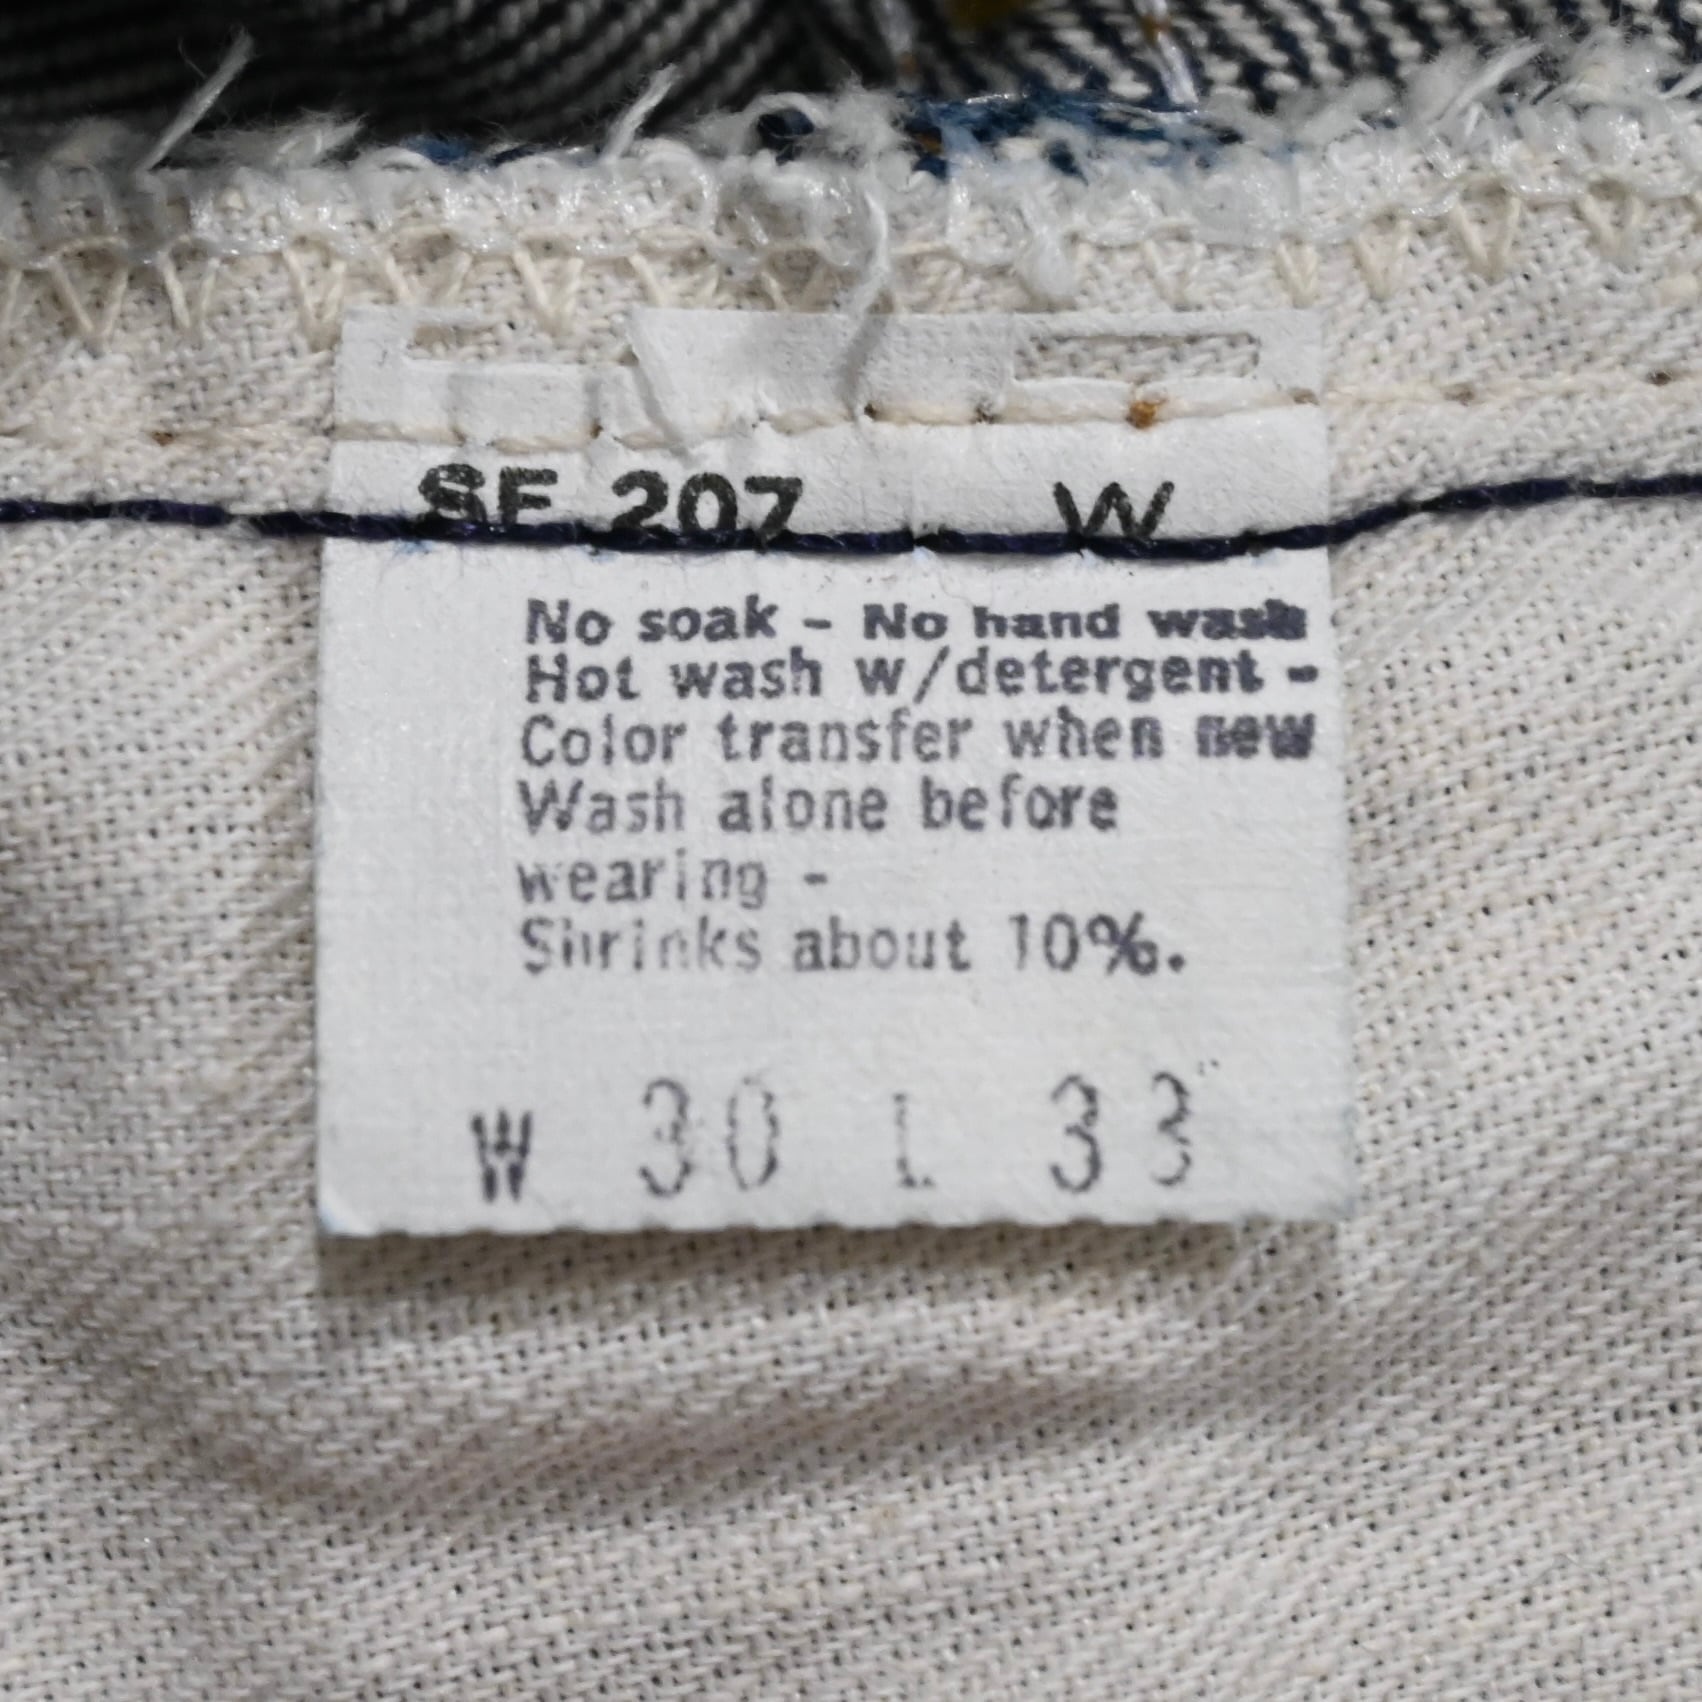 SF 207 W
No soak - No hand wash
Hot wash w/detergent -
Color transfer when new
Wash alone before
wearing -
Shrinks about 10%.
W 30 L 33